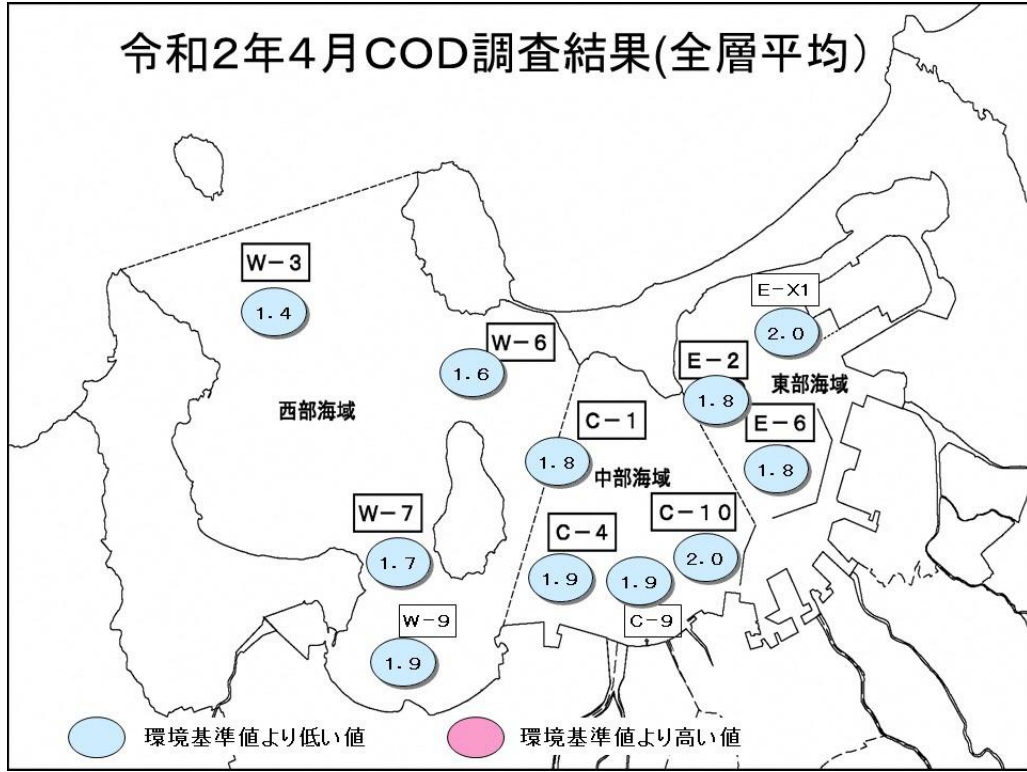 令和2年4月COD調査結果(全層平均)
W-3
1.4
E-X1
2.0
W-6
1.6
E-2
1.8
東部海域
西部海域
C-1
1.8
E-6
1.8
中部海域
W-7
1.7
C-4
1.9
C-10
2.0
1.9
C-9
W-9
1.9
環境基準値より低い値
環境基準値より高い値